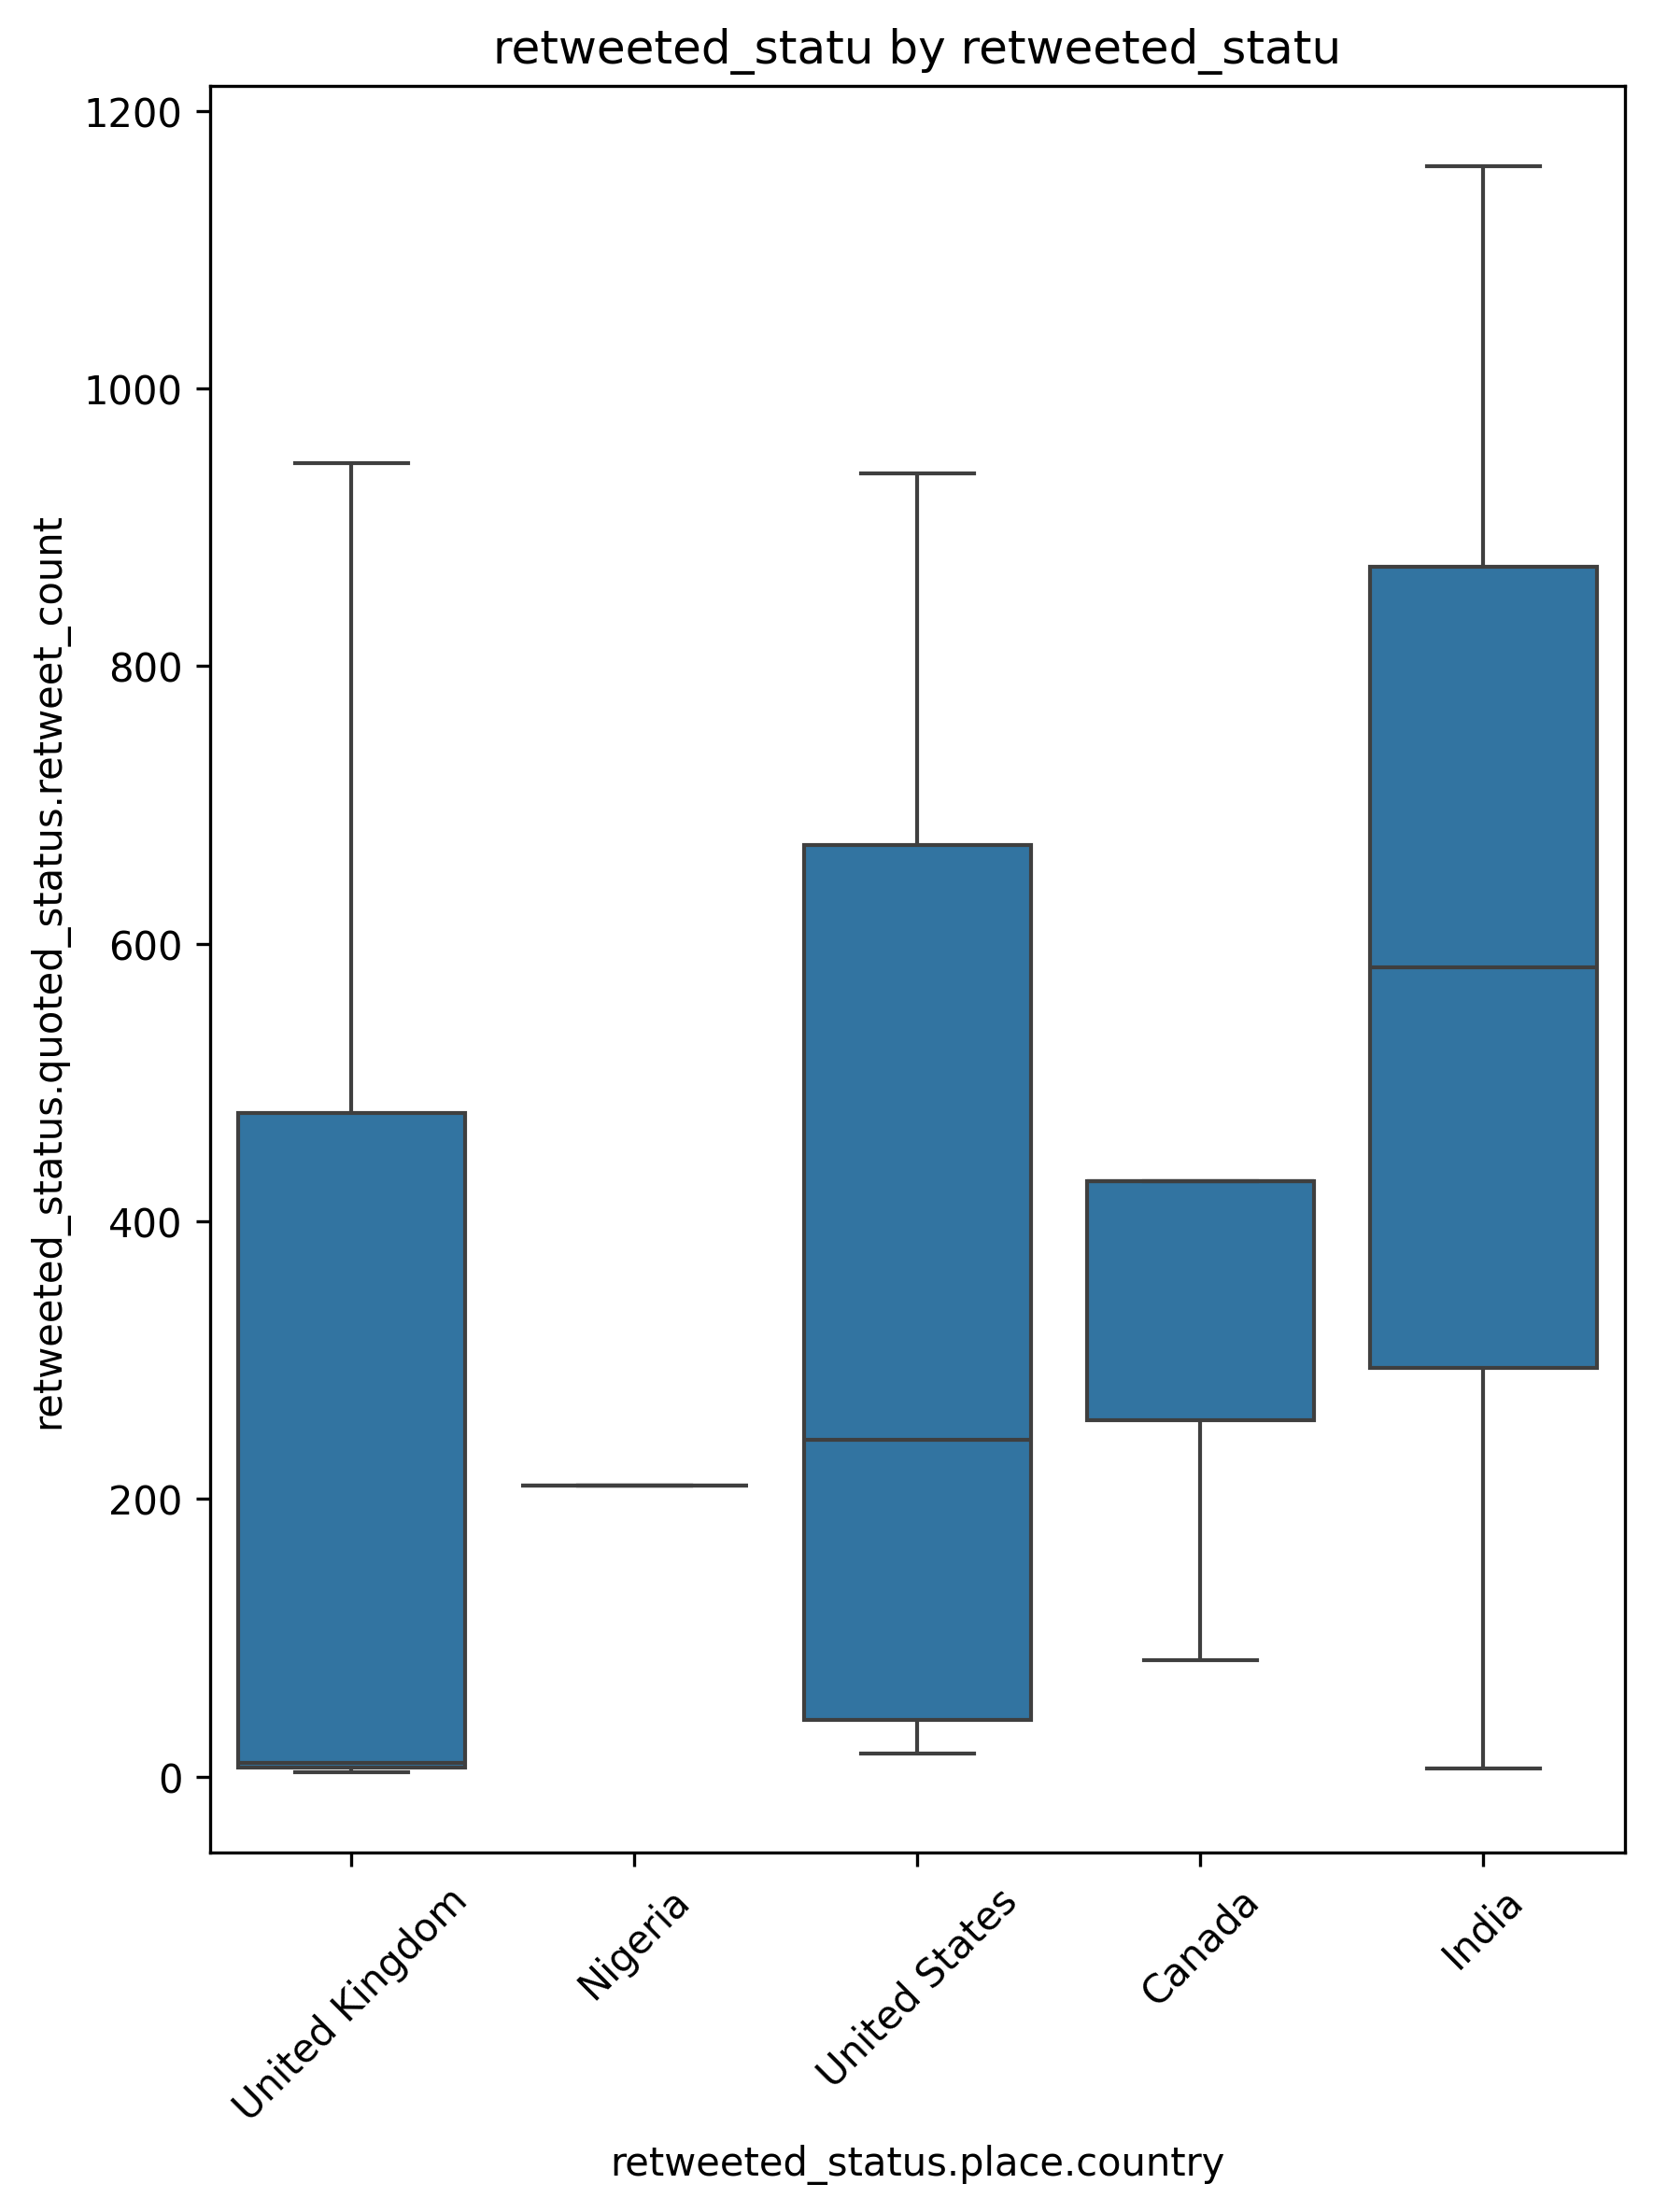 retweeted_statu by retweeted_statu
1200
1000
800
600
400
200
0
retweeted_status.quoted_status.retweet_count
United Kingdom
Nigeria
United States
Canada
India
retweeted_status.place.country